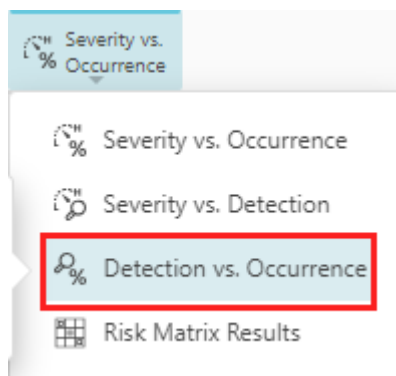 Severity vs.
Occurrence
Severity vs. Occurrence
Severity vs. Detection
Detection vs. Occurrence
Risk Matrix Results